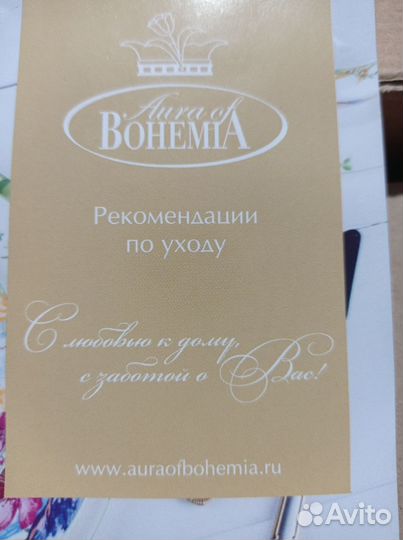 Aura of
BOHEMIA
Рекомендации
по уходу
С любовью к дому,
с заботой о Вас!
www.auraofbohemia.ru
Avito